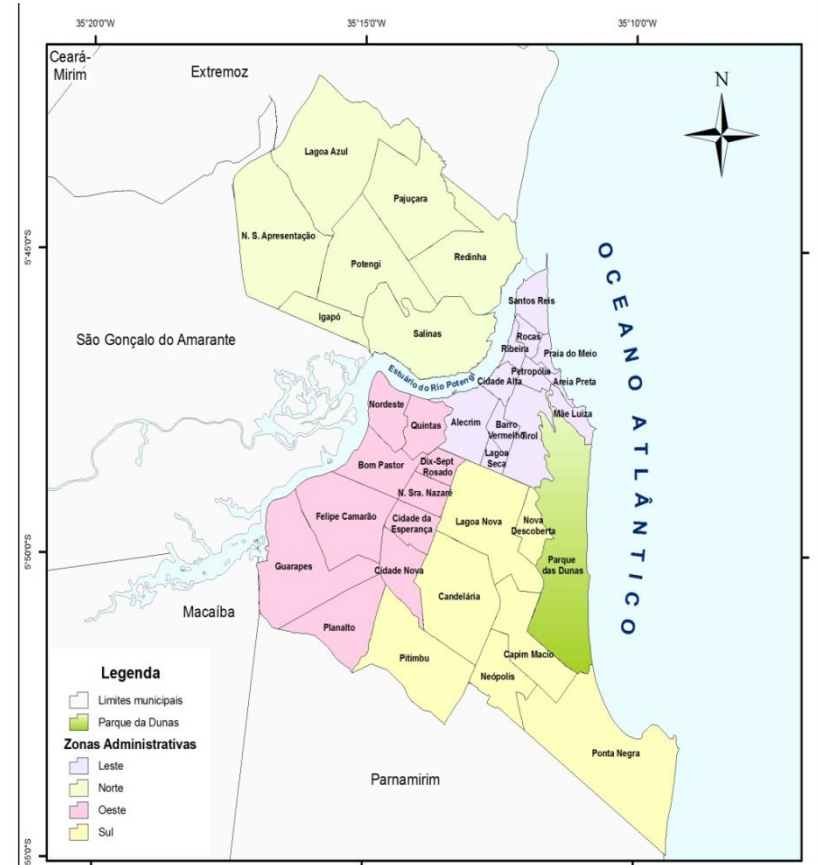 35°20'0"W
35°15'0"W
35°10'0"W
Ceará-
Mirim
Extremoz
N
Lagoa Azul
Pajuçara
N. S. Apresentação
Potengi
Redinha
5°45'0"S
OCEANO ATLÂNTICO
Santos Reis
Igapó
Salinas
São Gonçalo do Amarante
Rocas
Ribeira
Praia do Meio
Estuário do Rio Potengi
Petropólis
Cidade Alta
Areia Preta
Nordeste
Mãe Luiza
Quintas
Alecrim
Barro
Vermelho
Tirol
Lagoa
Seca
Bom Pastor
Dix-Sept
Rosado
N. Sra. Nazaré
Felipe Camarão
Cidade da
Esperança
Lagoa Nova
Nova
Descoberta
5°50'0"S
Guarapes
Cidade Nova
Parque
das Dunas
Candelária
Macaíba
Planalto
Pitimbu
Capim Macio
Neópolis
Ponta Negra
Parnamirim
Legenda
Limites municipais
Parque da Dunas
Zonas Administrativas
Leste
Norte
Oeste
Sul